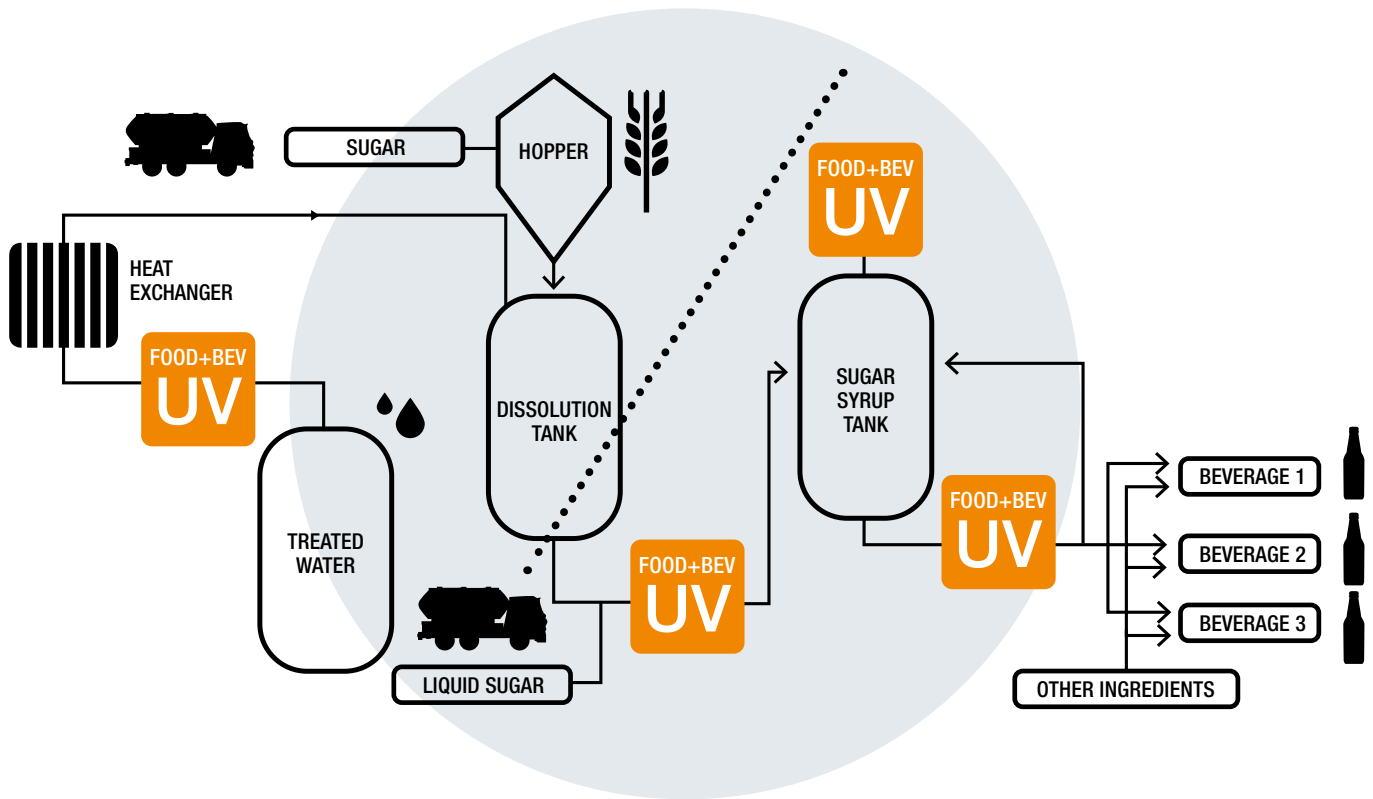 SUGAR
HOPPER
FOOD+BEV
UV
HEAT
EXCHANGER
FOOD+BEV
UV
DISSOLUTION
TANK
SUGAR
SYRUP
TANK
TREATED
WATER
FOOD+BEV
UV
FOOD+BEV
UV
BEVERAGE 1
BEVERAGE 2
BEVERAGE 3
LIQUID SUGAR
OTHER INGREDIENTS